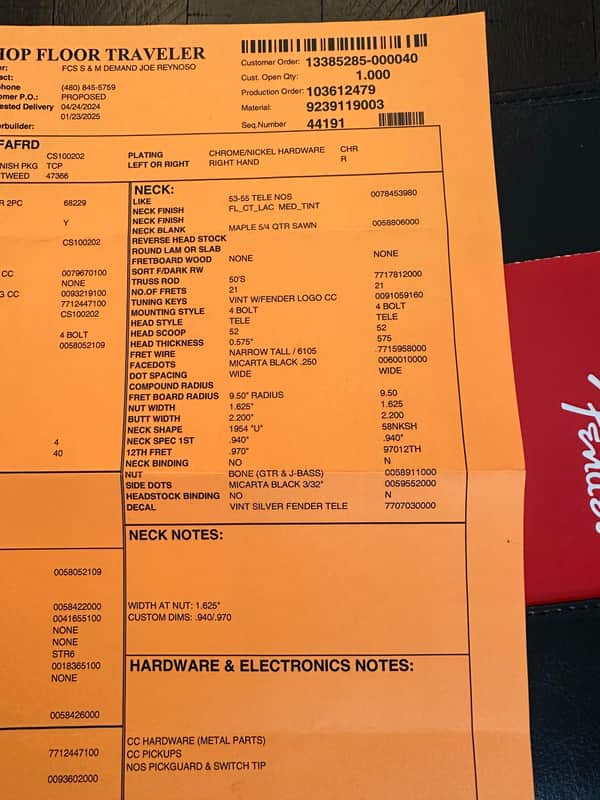 HOP FLOOR TRAVELER
er: FCS S & M DEMAND JOE REYNOSO
act:
ephone (480) 845-5759
omer P.O.: PROPOSED
ested Delivery 04/24/2024
01/23/2025
erbuilder:
Customer Order: 13385285-000040
Cust. Open Qty: 1.000
Production Order: 103612479
Material: 9239119003
Seq.Number 44191
FAFRD
CS100202
NISH PKG TCP
TWEED 47366
PLATING CHROME/NICKEL HARDWARE CHR
LEFT OR RIGHT RIGHT HAND R
R 2PC 68229
Y
CS100202
CC 0079670100
NONE
G CC 0093219100
7712447100
CS100202
4 BOLT
0058052109
4
40
NECK:
LIKE 53-55 TELE NOS 0078453980
NECK FINISH FL_CT_LAC MED_TINT
NECK FINISH
NECK BLANK MAPLE 5/4 QTR SAWN 0058806000
REVERSE HEAD STOCK
ROUND LAM OR SLAB
FRETBOARD WOOD NONE NONE
SORT F/DARK RW
TRUSS ROD 50'S 7717812000
NO.OF FRETS 21 21
TUNING KEYS VINT W/FENDER LOGO CC 0091059160
MOUNTING STYLE 4 BOLT 4 BOLT
HEAD STYLE TELE TELE
HEAD SCOOP 52 52
HEAD THICKNESS 0.575" 575
FRET WIRE NARROW TALL / 6105 .7715958000
FACEDOTS MICARTA BLACK .250 0060010000
DOT SPACING WIDE WIDE
COMPOUND RADIUS
FRET BOARD RADIUS 9.50" RADIUS 9.50
NUT WIDTH 1.625" 1.625
BUTT WIDTH 2.200" 2.200
NECK SHAPE 1954 "U" 58NKSH
NECK SPEC 1ST .940" .940"
12TH FRET .970" 97012TH
NECK BINDING NO N
NUT BONE (GTR & J-BASS) 0058911000
SIDE DOTS MICARTA BLACK 3/32" 0059552000
HEADSTOCK BINDING NO N
DECAL VINT SILVER FENDER TELE 7707030000
NECK NOTES:
WIDTH AT NUT: 1.625"
CUSTOM DIMS: .940/.970
0058052109
0058422000
0041655100
NONE
NONE
STR6
0018365100
NONE
0058426000
7712447100
0093602000
HARDWARE & ELECTRONICS NOTES:
CC HARDWARE (METAL PARTS)
CC PICKUPS
NOS PICKGUARD & SWITCH TIP